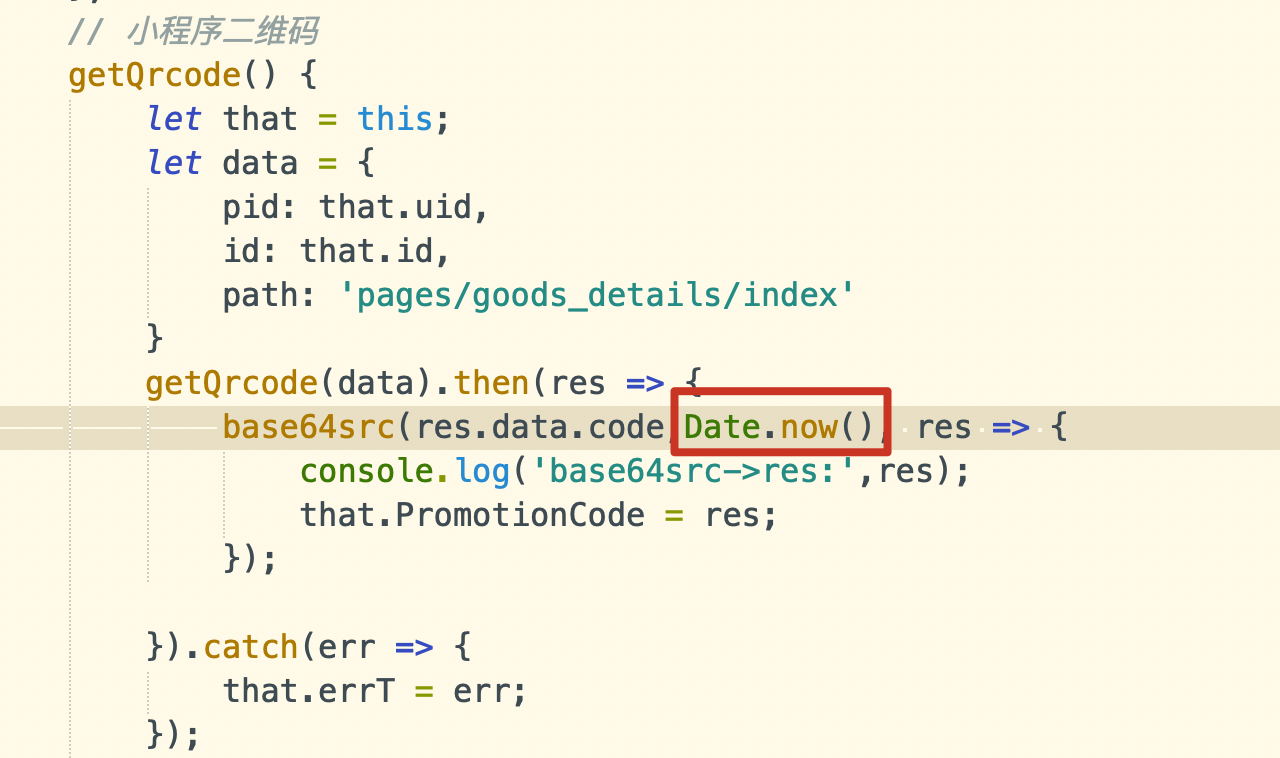 // 小程序二维码
getQrcode() {
let that = this;
let data = {
pid: that.uid,
id: that.id,
path: 'pages/goods_details/index'
}
getQrcode(data).then(res => {
base64src(res.data.code,Date.now(), res => {
console.log('base64src->res:',res);
that.PromotionCode = res;
});
}).catch(err => {
that.errT = err;
});